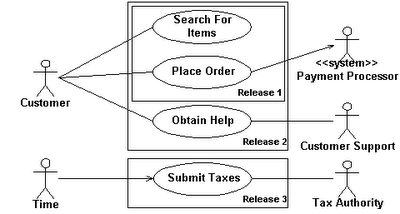 Search For
Items
<<system>>
Payment Processor
Place Order
Release 1
Customer
Obtain Help
Release 2
Customer Support
Submit Taxes
Release 3
Time
Tax Authority